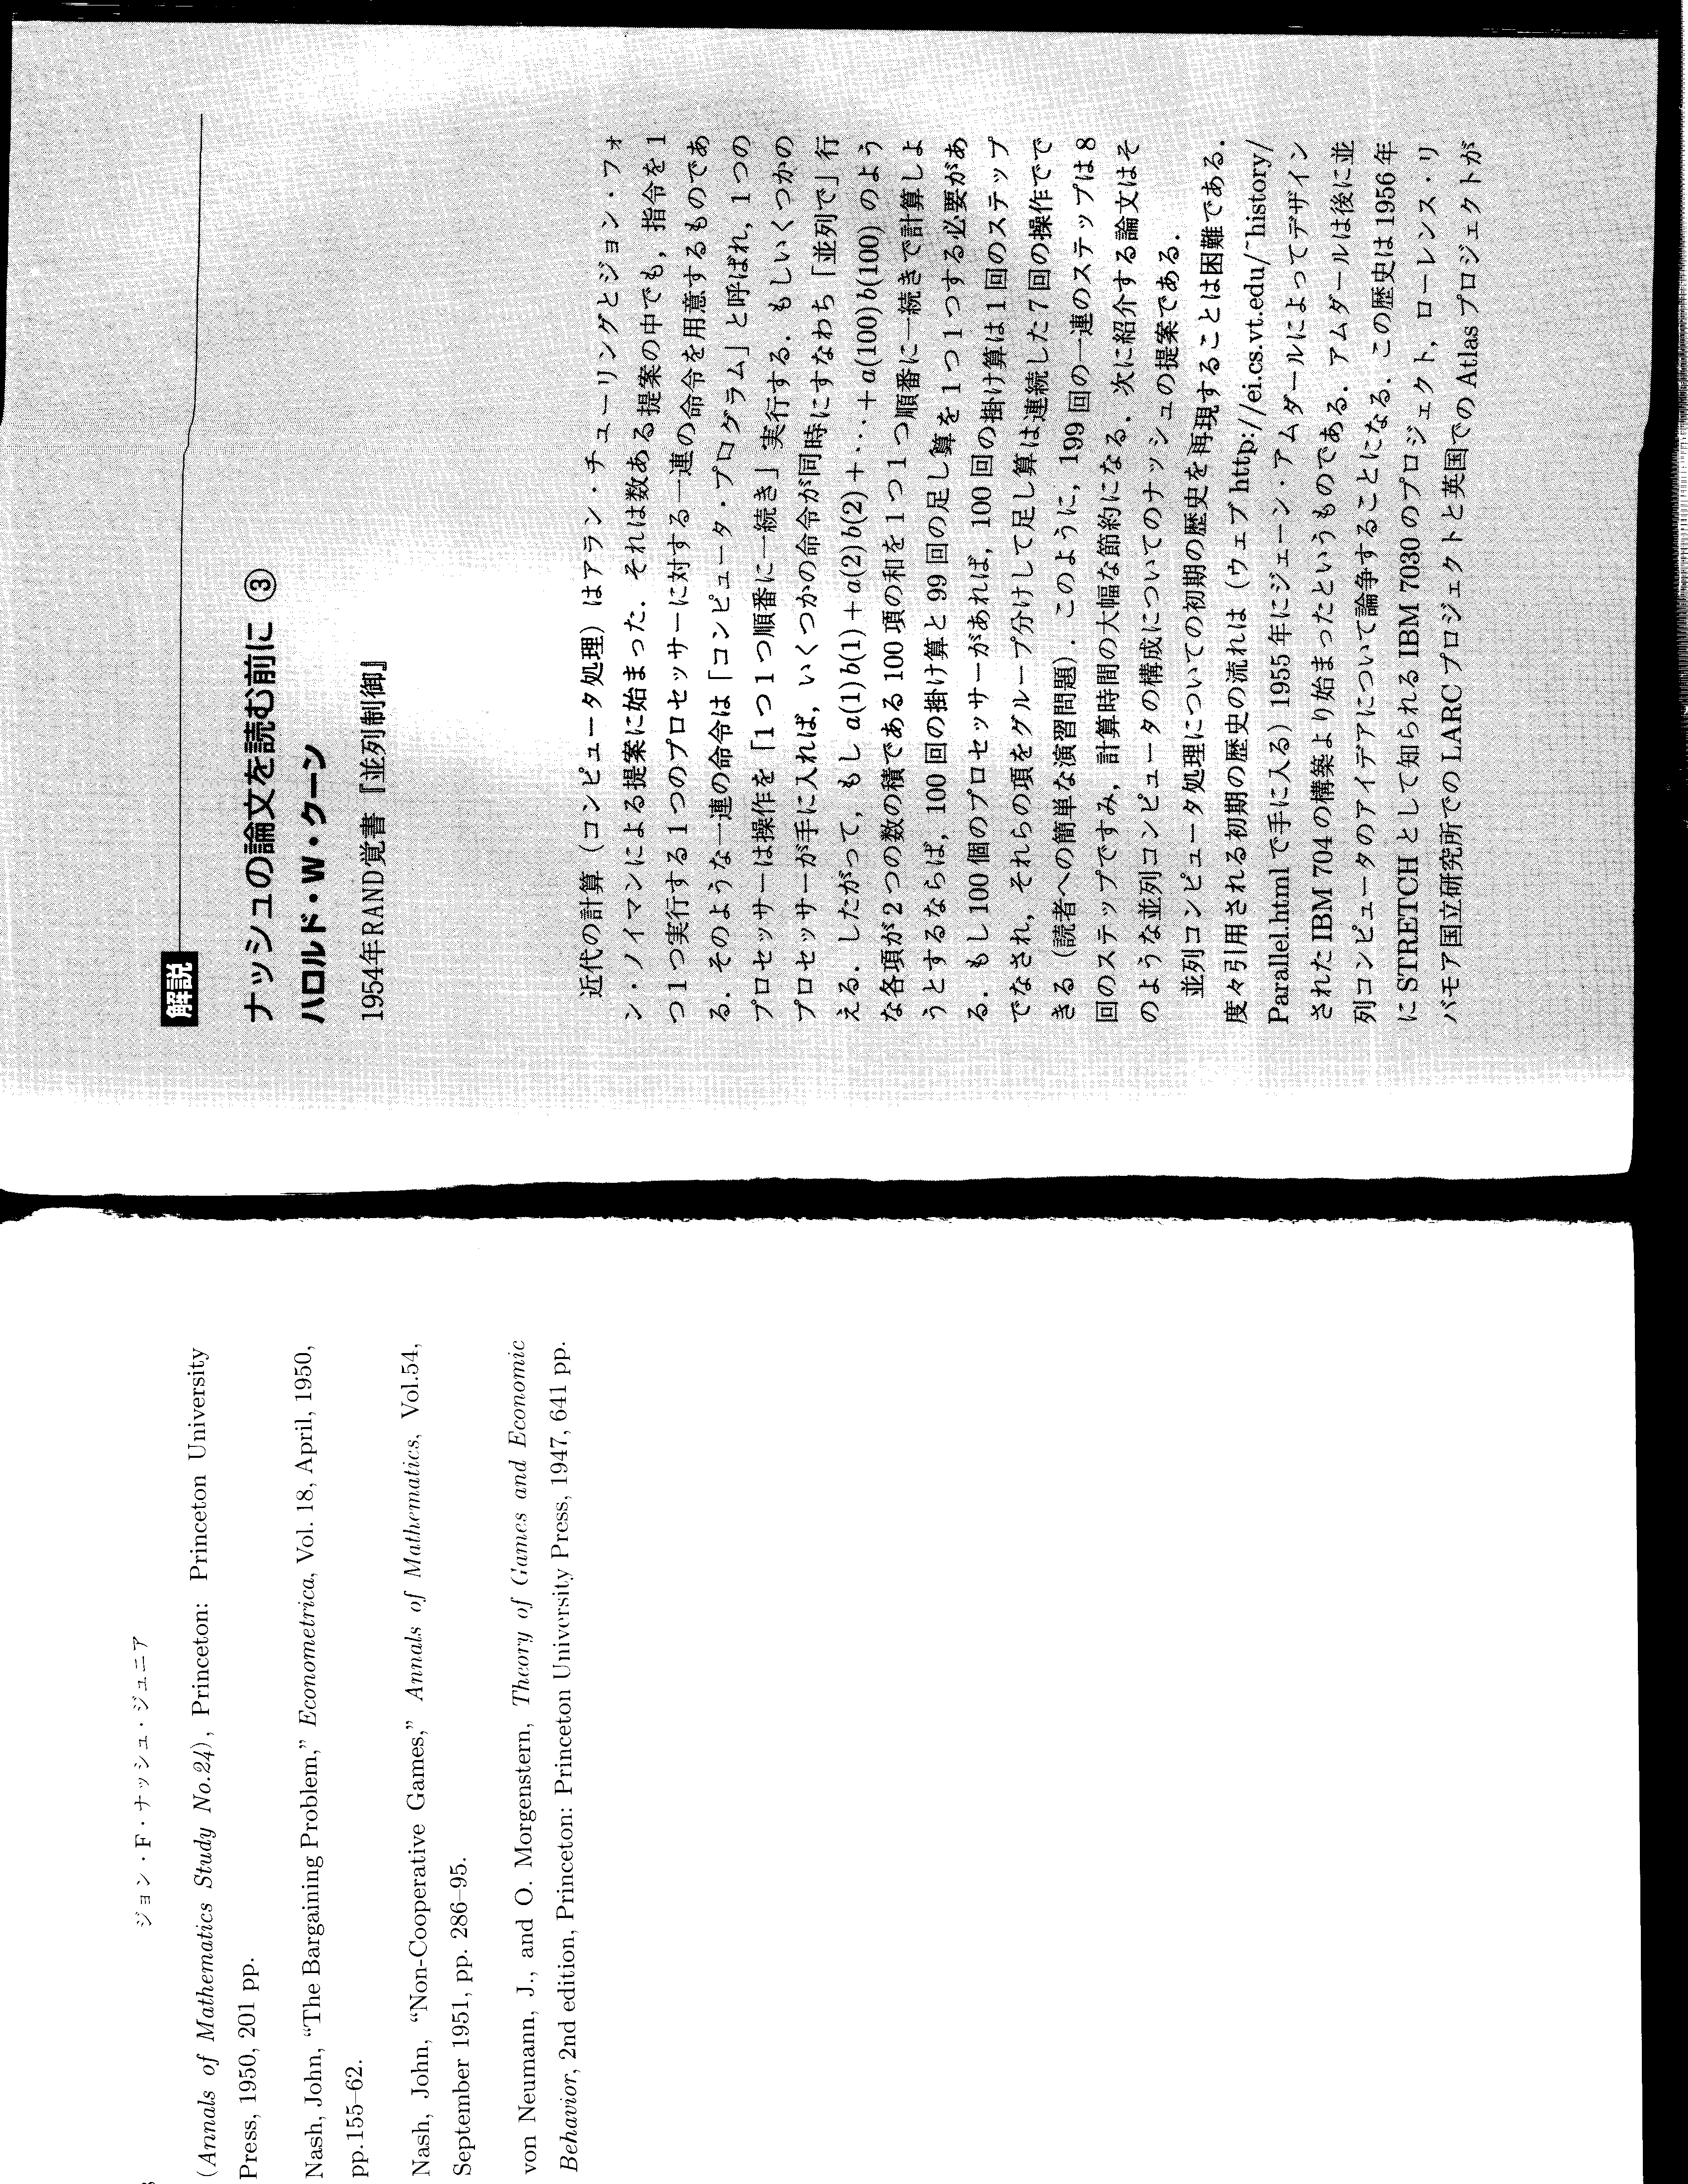 ジョン・F・ナッシュ・ジュニア
(Annals of Mathematics Study No.24), Princeton: Princeton University
Press, 1950, 201 pp.
Nash, John, “The Bargaining Problem,” Econometrica, Vol. 18, April, 1950,
pp.155–62.
Nash, John, “Non-Cooperative Games,” Annals of Mathematics, Vol.54,
September 1951, pp. 286–95.
von Neumann, J., and O. Morgenstern, Theory of Games and Economic
Behavior, 2nd edition, Princeton: Princeton University Press, 1947, 641 pp.
解説
ナッシュの論文を読む前に ③
ハロルド・W・クーン
1954年RAND覚書『並列制御』
近代の計算（コンピュータ処理）はアラン・チューリングとジョン・フォ
ン・ノイマンによる提案に始まった．それは数ある提案の中でも，指令を1
つ1つ実行する1つのプロセッサーに対する一連の命令を用意するものであ
る．そのような一連の命令は「コンピュータ・プログラム」と呼ばれ，1つの
プロセッサーは操作を「1つ1つ順番に一続き」実行する．もしいくつかの
プロセッサーが手に入れば，いくつかの命令が同時にすなわち「並列で」行
える．したがって，もし a(1)b(1)+a(2)b(2)+···+a(100)b(100) のよう
な各項が2つの数の積である100項の和を1つ1つ順番に一続きで計算しよ
うとするならば，100回の掛け算と99回の足し算を1つ1つする必要があ
る．もし100個のプロセッサーがあれば，100回の掛け算は1回のステップ
でなされ，それらの項をグループ分けして足し算は連続した7回の操作でで
きる（読者への簡単な演習問題）．このように，199回の一連のステップは8
回のステップですみ，計算時間の大幅な節約になる．次に紹介する論文はそ
のような並列コンピュータの構成についてのナッシュの提案である．
並列コンピュータ処理についての初期の歴史を再現することは困難である．
度々引用される初期の歴史の流れは（ウェブ http://ei.cs.vt.edu/~history/
Parallel.html で手に入る）1955年にジェーン・アムダールによってデザイン
された IBM 704 の構築より始まったというものである．アムダールは後に並
列コンピュータのアイデアについて論争することになる．この歴史は1956年
に STRETCH として知られる IBM 7030 のプロジェクト，ローレンス・リ
バモア国立研究所での LARC プロジェクトと英国での Atlas プロジェクトが